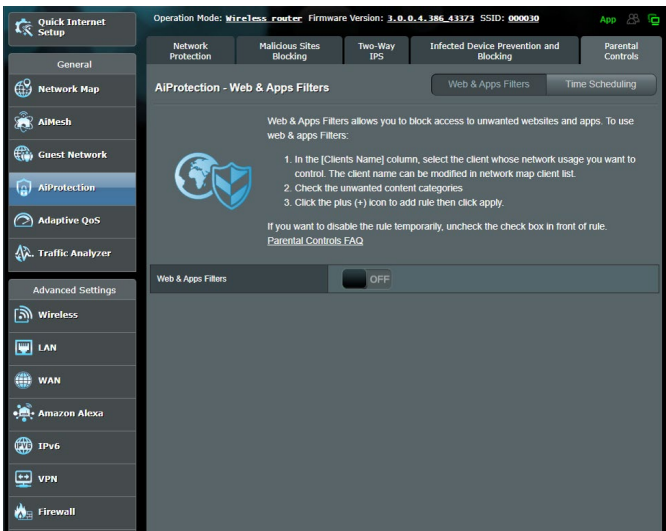 Quick Internet
Setup
Operation Mode: Wireless router Firmware Version: 3.0.0.4.386_43373 SSID: 000030
App
General
Network Map
AiMesh
Guest Network
AiProtection
Adaptive QoS
Traffic Analyzer
Advanced Settings
Wireless
LAN
WAN
Amazon Alexa
IPv6
VPN
Firewall
Network
Protection
Malicious Sites
Blocking
Two-Way
IPS
Infected Device Prevention and
Blocking
Parental
Controls
AiProtection - Web & Apps Filters
Web & Apps Filters
Time Scheduling
Web & Apps Filters allows you to block access to unwanted websites and apps. To use
web & apps Filters:
1. In the [Clients Name] column, select the client whose network usage you want to
control. The client name can be modified in network map client list.
2. Check the unwanted content categories
3. Click the plus (+) icon to add rule then click apply.
If you want to disable the rule temporarily, uncheck the check box in front of rule.
Parental Controls FAQ
Web & Apps Filters
OFF